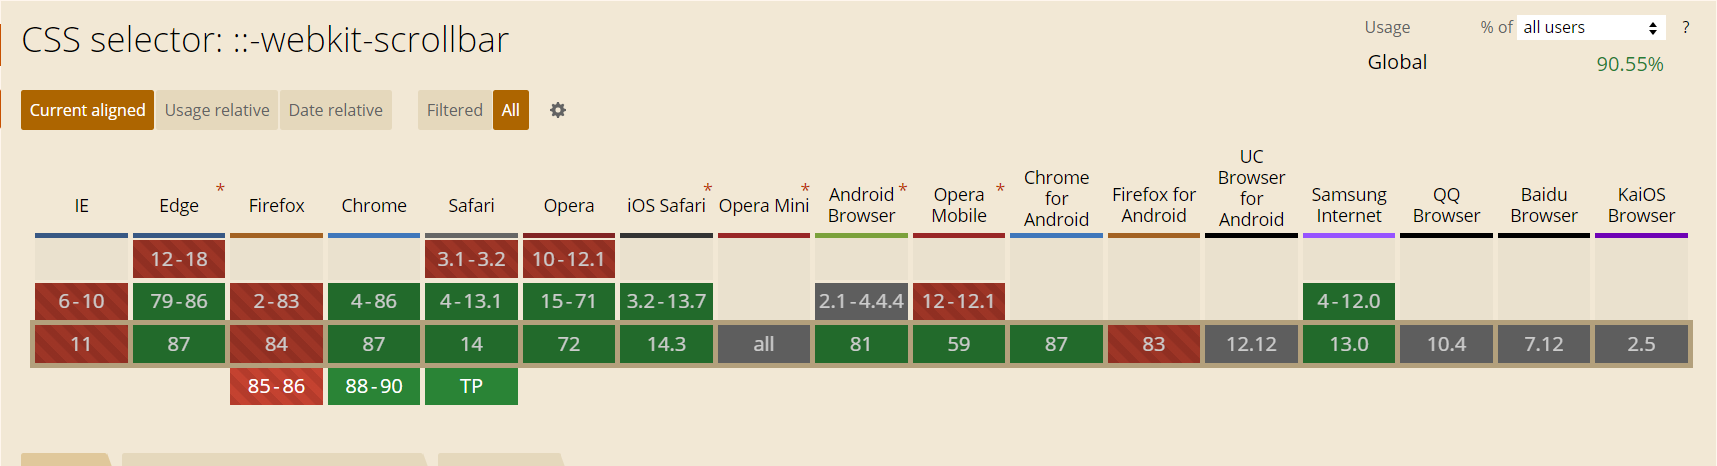 CSS selector: ::-webkit-scrollbar
Usage % of all users ?
Global 90.55%
Current aligned Usage relative Date relative Filtered All
IE Edge * Firefox Chrome Safari Opera iOS Safari * Opera Mini * Android Browser * Opera Mobile * Chrome for Android Firefox for Android UC Browser for Android Samsung Internet QQ Browser Baidu Browser KaiOS Browser
12-18 3.1-3.2 10-12.1
6-10 79-86 2-83 4-86 4-13.1 15-71 3.2-13.7 2.1-4.4.4 12-12.1 4-12.0
11 87 84 87 14 72 14.3 all 81 59 87 83 12.12 13.0 10.4 7.12 2.5
85-86 88-90 TP